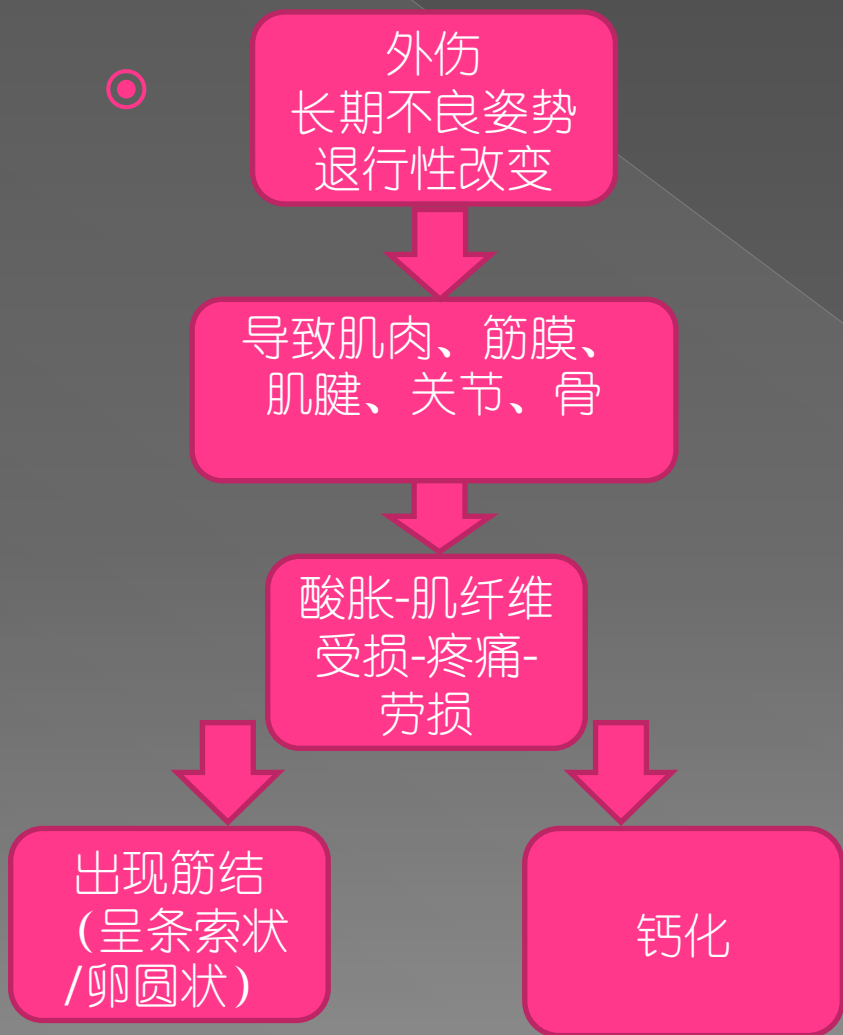 外伤
长期不良姿势
退行性改变
导致肌肉、筋膜、
肌腱、关节、骨
酸胀-肌纤维
受损-疼痛-
劳损
出现筋结
（呈条索状
/卵圆状）
钙化